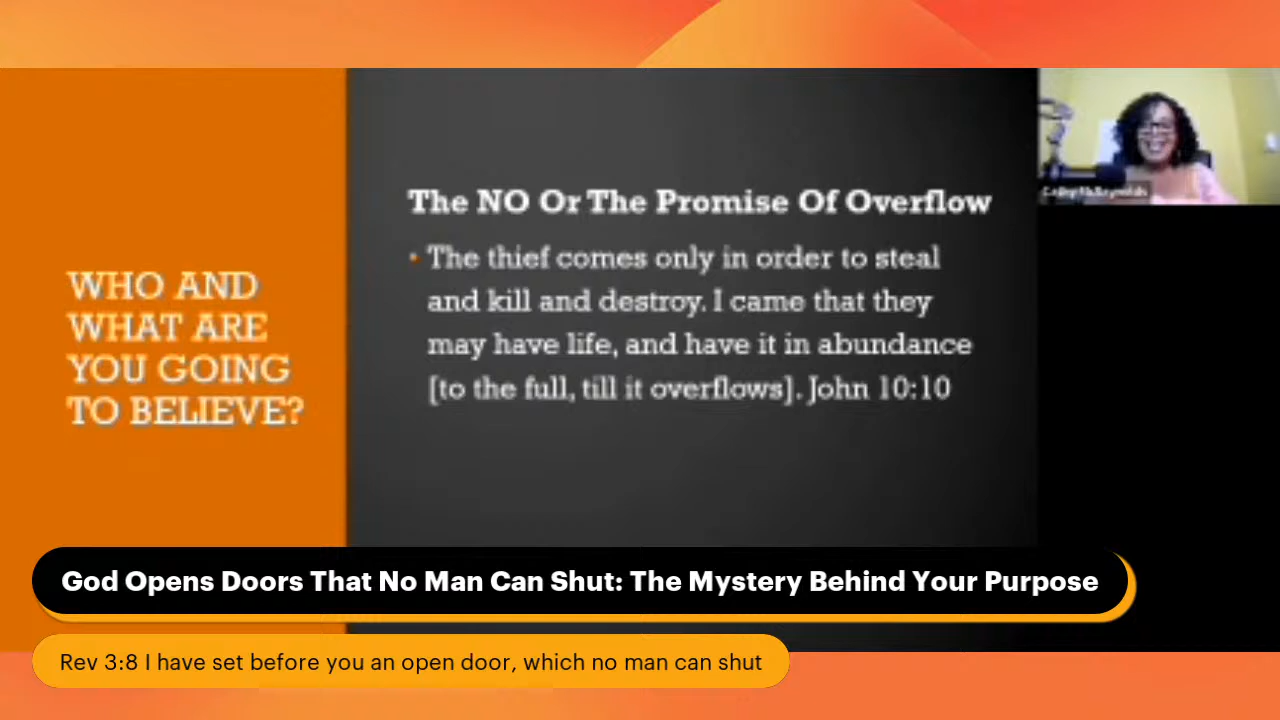 WHO AND
WHAT ARE
YOU GOING
TO BELIEVE?
The NO Or The Promise Of Overflow
• The thief comes only in order to steal
and kill and destroy. I came that they
may have life, and have it in abundance
[to the full, till it overflows]. John 10:10
God Opens Doors That No Man Can Shut: The Mystery Behind Your Purpose
Rev 3:8 I have set before you an open door, which no man can shut